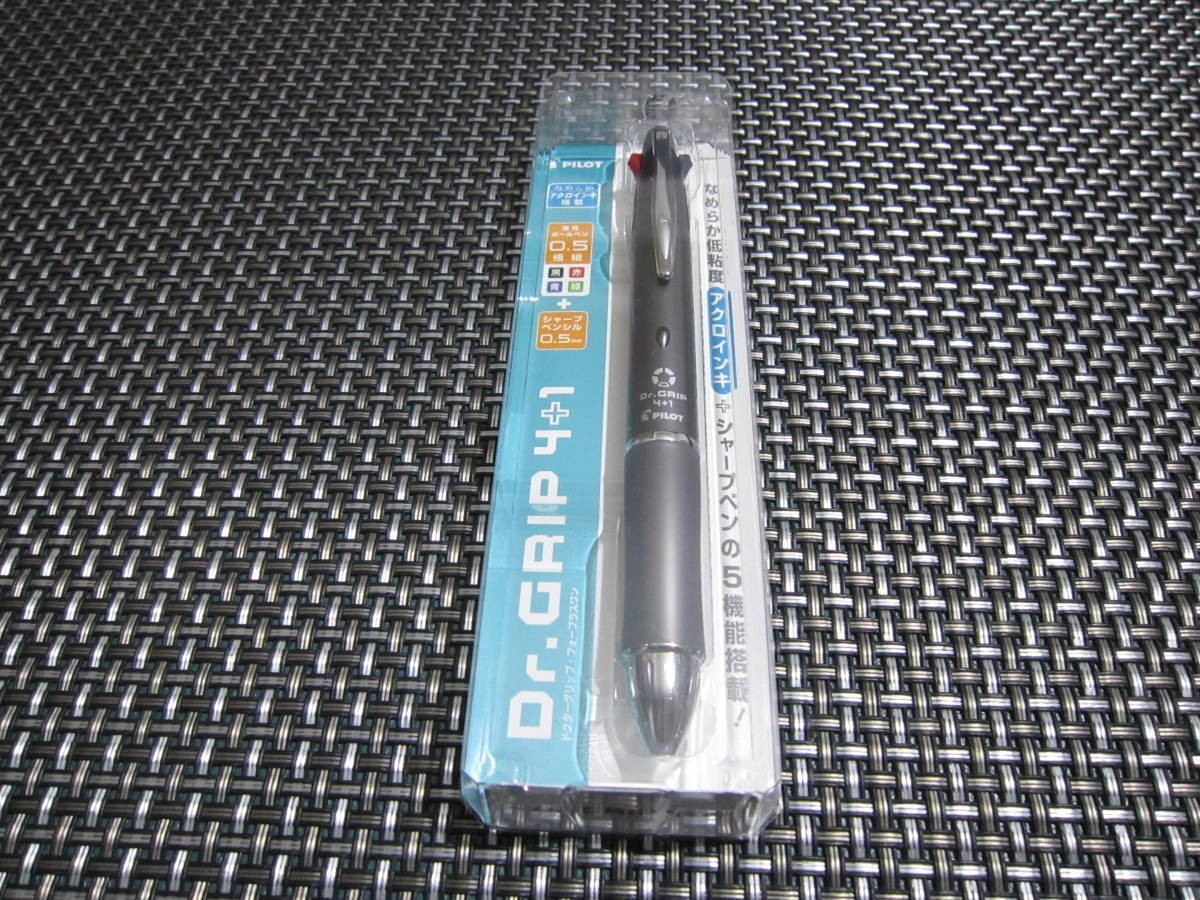 PILOT
なめらか
アクロインキ
搭載
油性
ボールペン
0.5
極細
黒 赤
青 緑
+
シャープ
ペンシル
0.5mm
Dr.GRIP 4+1
ドクターグリップ・フォープラスワン
Dr.GRIP
4+1
PILOT
なめらか低粘度アクロインキ+シャープペンの5機能搭載!